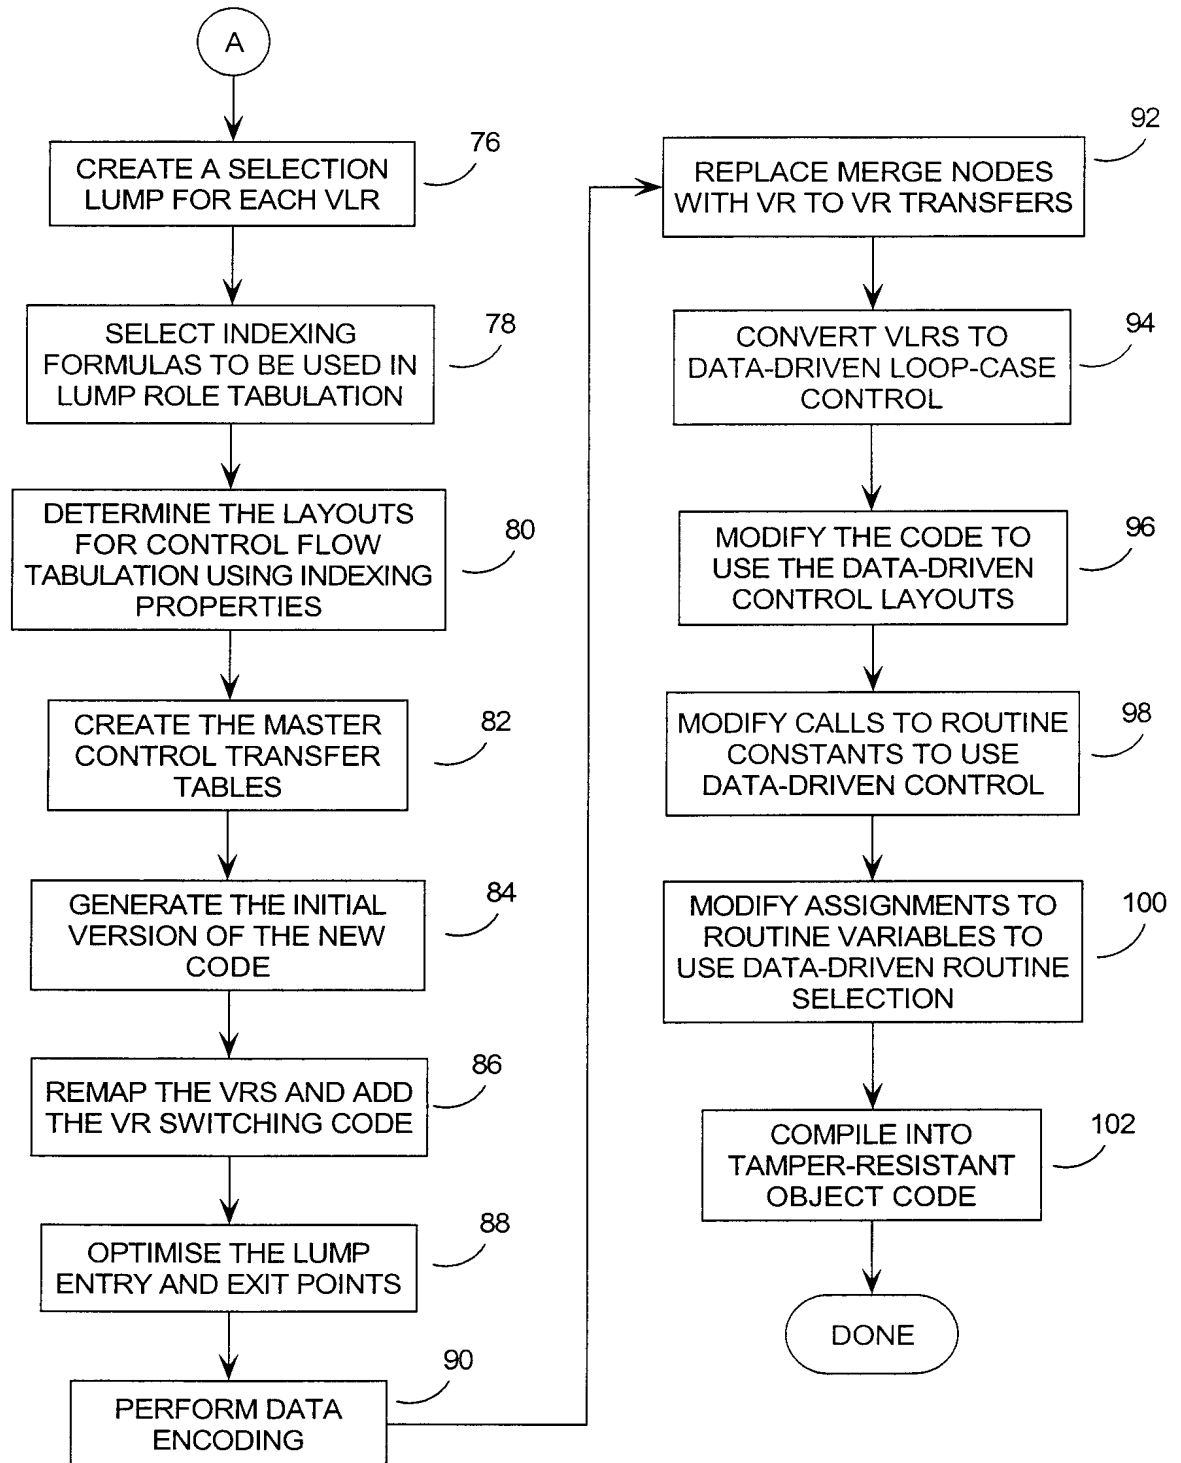 A
76
CREATE A SELECTION
LUMP FOR EACH VLR
78
SELECT INDEXING
FORMULAS TO BE USED IN
LUMP ROLE TABULATION
80
DETERMINE THE LAYOUTS
FOR CONTROL FLOW
TABULATION USING INDEXING
PROPERTIES
82
CREATE THE MASTER
CONTROL TRANSFER
TABLES
84
GENERATE THE INITIAL
VERSION OF THE NEW
CODE
86
REMAP THE VRS AND ADD
THE VR SWITCHING CODE
88
OPTIMISE THE LUMP
ENTRY AND EXIT POINTS
90
PERFORM DATA
ENCODING
92
REPLACE MERGE NODES
WITH VR TO VR TRANSFERS
94
CONVERT VLRS TO
DATA-DRIVEN LOOP-CASE
CONTROL
96
MODIFY THE CODE TO
USE THE DATA-DRIVEN
CONTROL LAYOUTS
98
MODIFY CALLS TO ROUTINE
CONSTANTS TO USE
DATA-DRIVEN CONTROL
100
MODIFY ASSIGNMENTS TO
ROUTINE VARIABLES TO
USE DATA-DRIVEN ROUTINE
SELECTION
102
COMPILE INTO
TAMPER-RESISTANT
OBJECT CODE
DONE